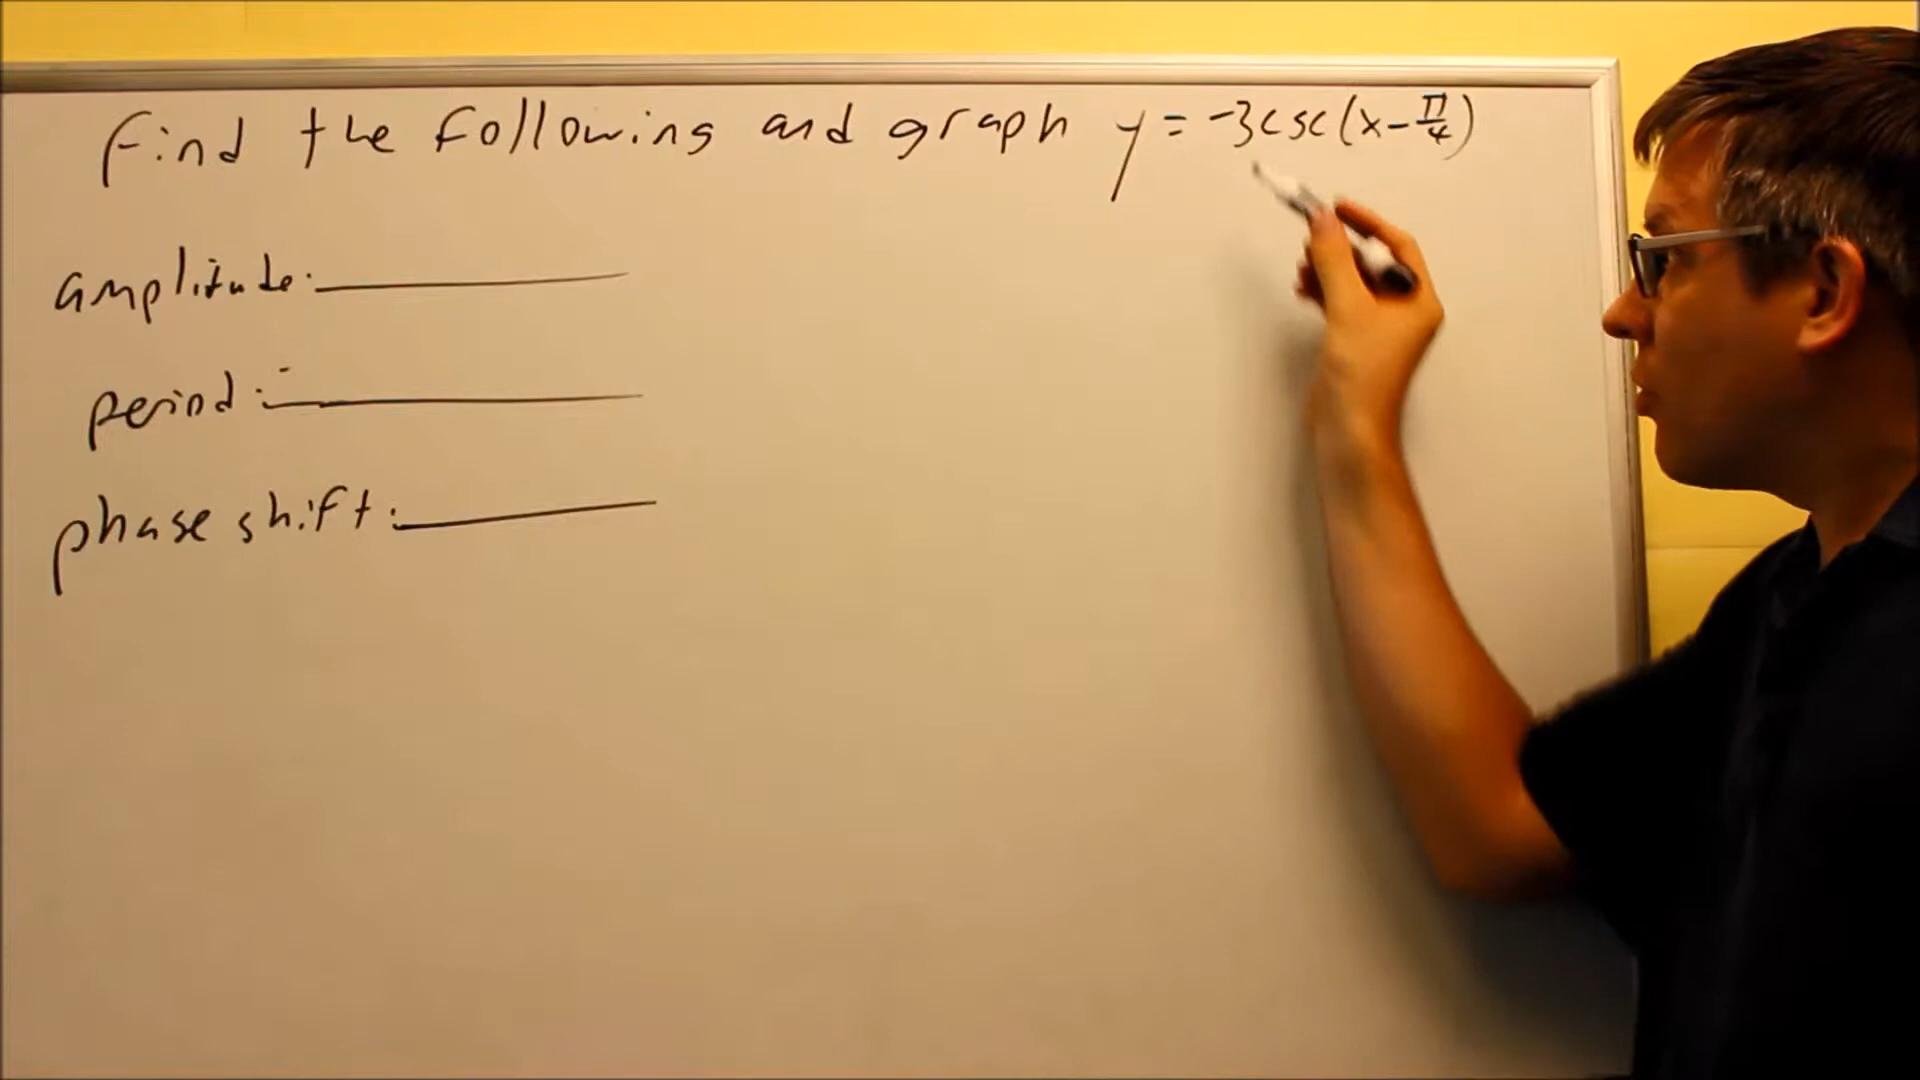 Find the following and graph y = -3csc(x - π/4)
amplitude:
period:
phase shift: